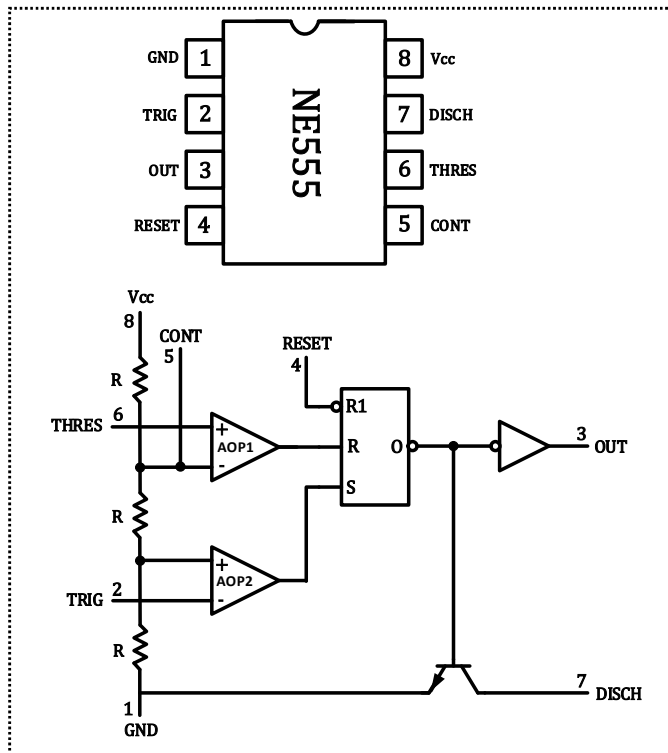 GND 1 8 Vcc
TRIG 2 7 DISCH
NE555
OUT 3 6 THRES
RESET 4 5 CONT
Vcc
8
CONT
5
RESET
4
R
R1
THRES 6
+
AOP1
-
R
O
3 OUT
S
R
+
AOP2
-
TRIG 2
R
7 DISCH
1
GND